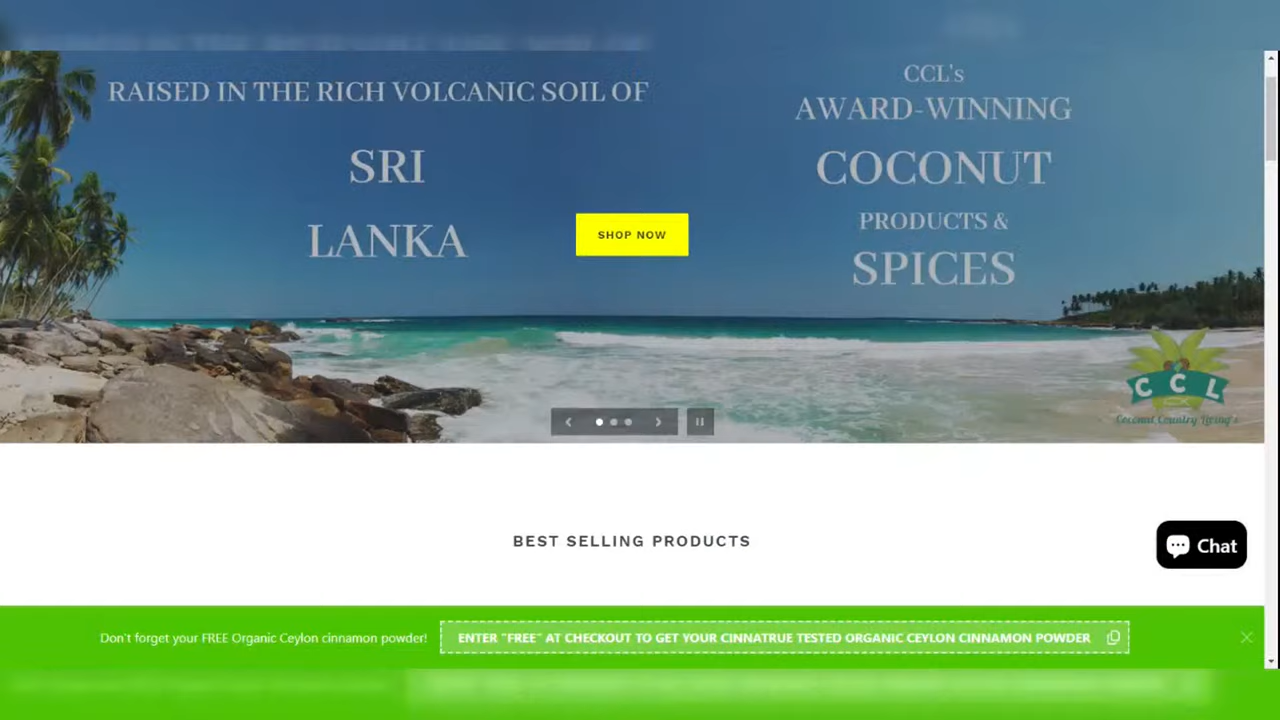 RAISED IN THE RICH VOLCANIC SOIL OF
SRI
LANKA
CCL's
AWARD-WINNING
COCONUT
PRODUCTS &
SPICES
SHOP NOW
C C L
Coconut Country Living's
BEST SELLING PRODUCTS
Chat
Don't forget your FREE Organic Ceylon cinnamon powder!
ENTER "FREE" AT CHECKOUT TO GET YOUR CINNATRUE TESTED ORGANIC CEYLON CINNAMON POWDER